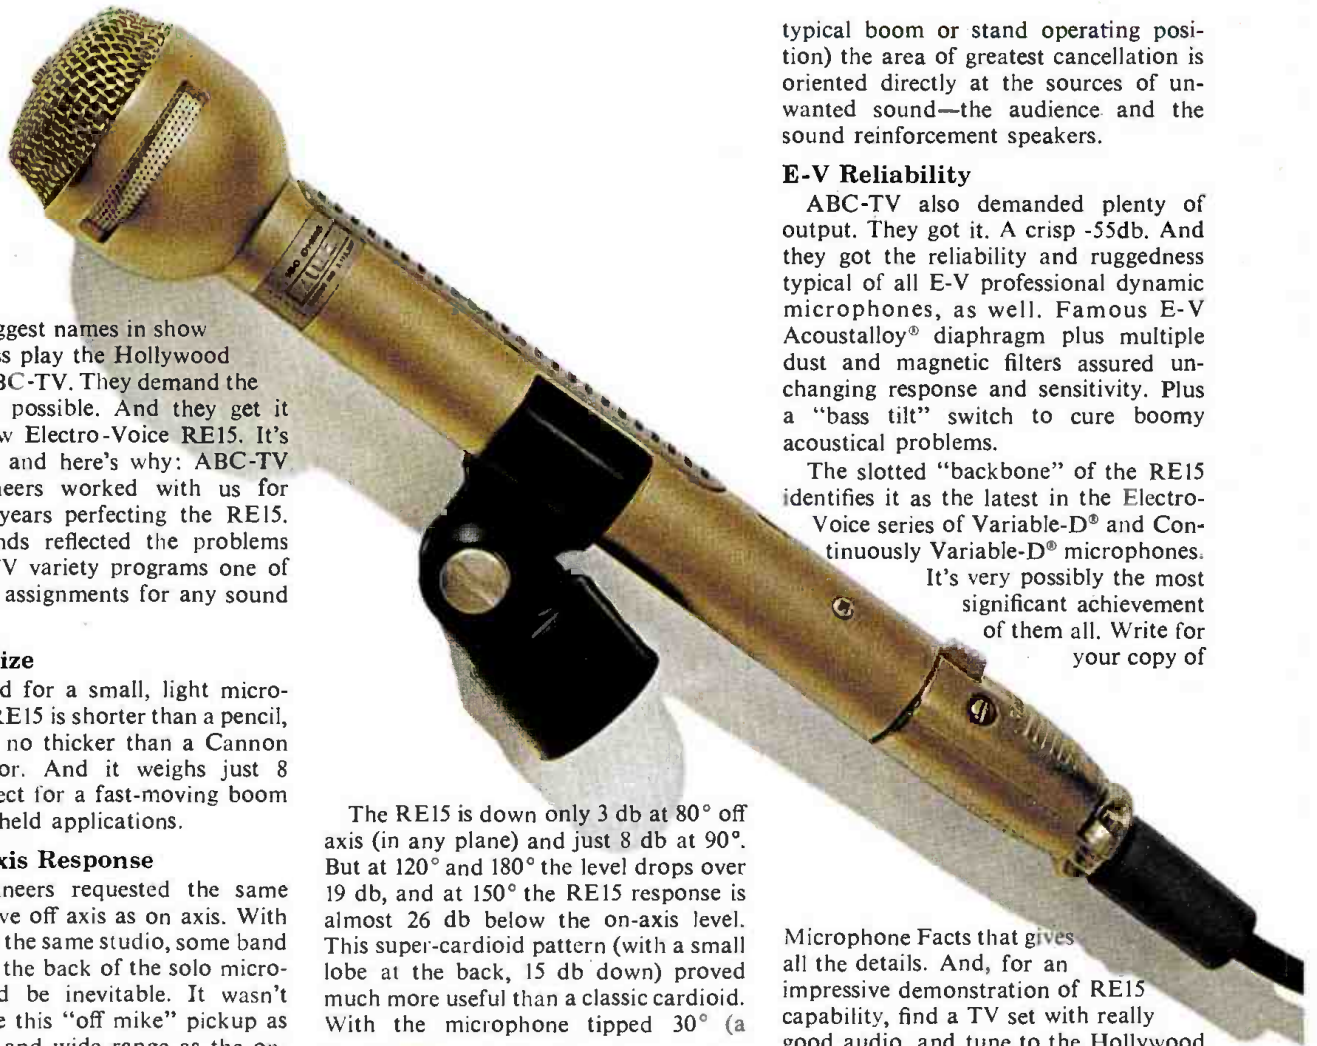 ggest names in show
s play the Hollywood
BC-TV. They demand the
possible. And they get it
w Electro-Voice RE15. It's
and here's why: ABC-TV
neers worked with us for
years perfecting the RE15.
nds reflected the problems
TV variety programs one of
assignments for any sound
ize
d for a small, light micro-
RE15 is shorter than a pencil,
no thicker than a Cannon
or. And it weighs just 8
ect for a fast-moving boom
held applications.
xis Response
neers requested the same
ve off axis as on axis. With
the same studio, some band
the back of the solo micro-
d be inevitable. It wasn't
e this "off mike" pickup as
and wide range as the on-
The RE15 is down only 3 db at 80° off
axis (in any plane) and just 8 db at 90°.
But at 120° and 180° the level drops over
19 db, and at 150° the RE15 response is
almost 26 db below the on-axis level.
This super-cardioid pattern (with a small
lobe at the back, 15 db down) proved
much more useful than a classic cardioid.
With the microphone tipped 30° (a
typical boom or stand operating posi-
tion) the area of greatest cancellation is
oriented directly at the sources of un-
wanted sound—the audience and the
sound reinforcement speakers.
E-V Reliability
ABC-TV also demanded plenty of
output. They got it. A crisp -55db. And
they got the reliability and ruggedness
typical of all E-V professional dynamic
microphones, as well. Famous E-V
Acoustalloy® diaphragm plus multiple
dust and magnetic filters assured un-
changing response and sensitivity. Plus
a "bass tilt" switch to cure boomy
acoustical problems.
The slotted "backbone" of the RE15
identifies it as the latest in the Electro-
Voice series of Variable-D® and Con-
tinuously Variable-D® microphones.
It's very possibly the most
significant achievement
of them all. Write for
your copy of
Microphone Facts that gives
all the details. And, for an
impressive demonstration of RE15
capability, find a TV set with really
good audio, and tune to the Hollywood